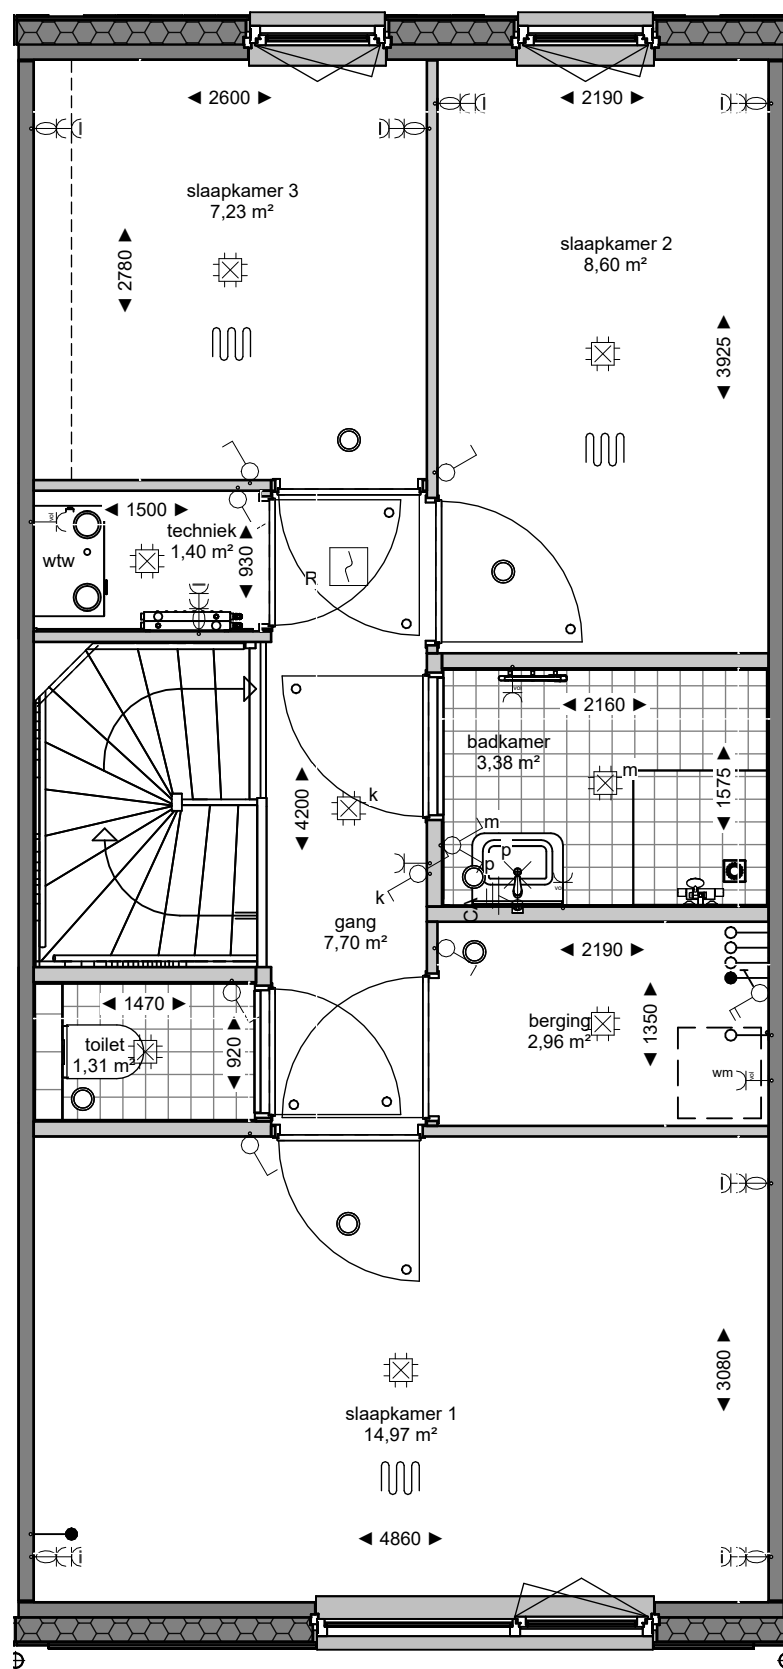 2600
2190
slaapkamer 3
7,23 m²
slaapkamer 2
8,60 m²
2780
3925
1500
techniek
1,40 m²
930
wtw
R
2160
badkamer
3,38 m²
m
1575
4200
k
m
p
p
k
CA
gang
7,70 m²
2190
1470
toilet
1,31 m²
920
berging
2,96 m²
1350
wm
3080
slaapkamer 1
14,97 m²
4860